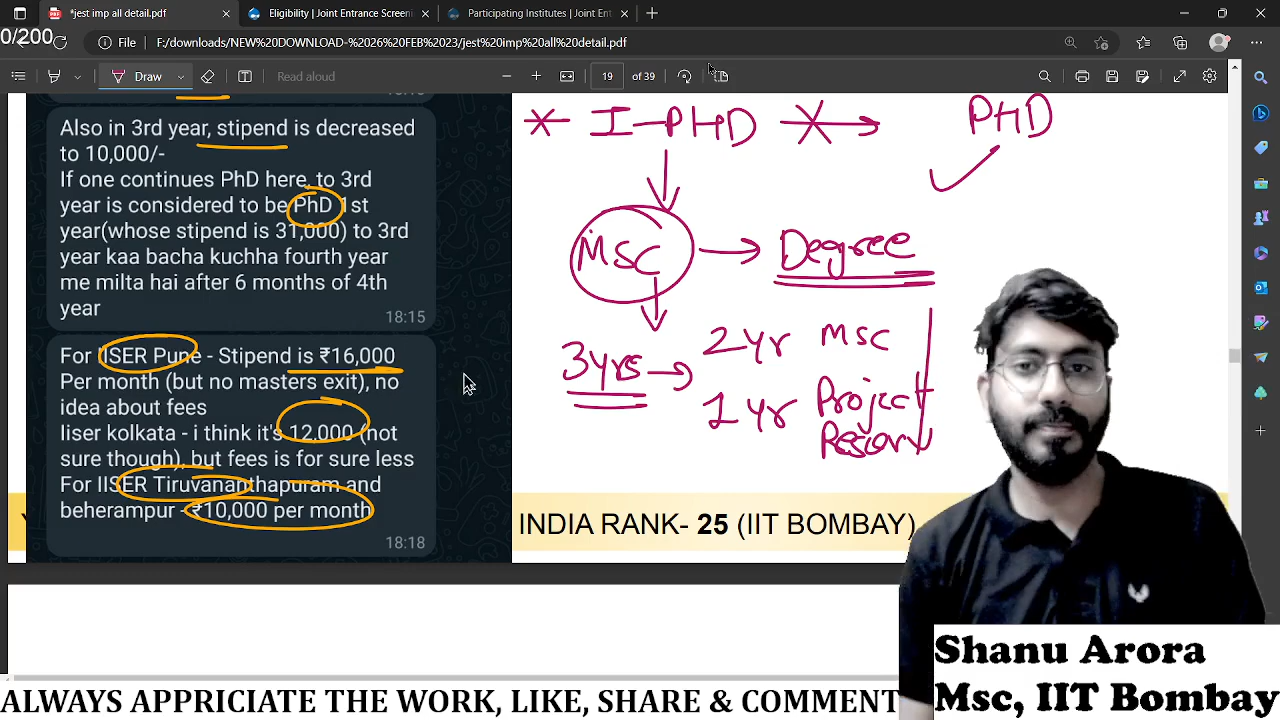 *jest imp all detail.pdf
Eligibility | Joint Entrance Screeni
Participating Institutes | Joint Ent
0/200
File
F:/downloads/NEW%20DOWNLOAD-%2026%20FEB%2023/jest%20imp%20all%20detail.pdf
Draw
Read aloud
19
of 39
Also in 3rd year, stipend is decreased
to 10,000/-
If one continues PhD here, to 3rd
year is considered to be PhD 1st
year(whose stipend is 31,000) to 3rd
year kaa bacha kuchha fourth year
me milta hai after 6 months of 4th
year
18:15
For IISER Pune - Stipend is ₹16,000
Per month (but no masters exit), no
idea about fees
Iiser kolkata - i think it's 12,000 (not
sure though), but fees is for sure less
For IISER Tiruvananthapuram and
beherampur - ₹10,000 per month
18:18
I-PHD
PHD
MSC
Degree
3yrs
2yr MSC
1yr Project
INDIA RANK- 25 (IIT BOMBAY)
Shanu Arora
Msc, IIT Bombay
ALWAYS APPRICIATE THE WORK, LIKE, SHARE & COMMENT